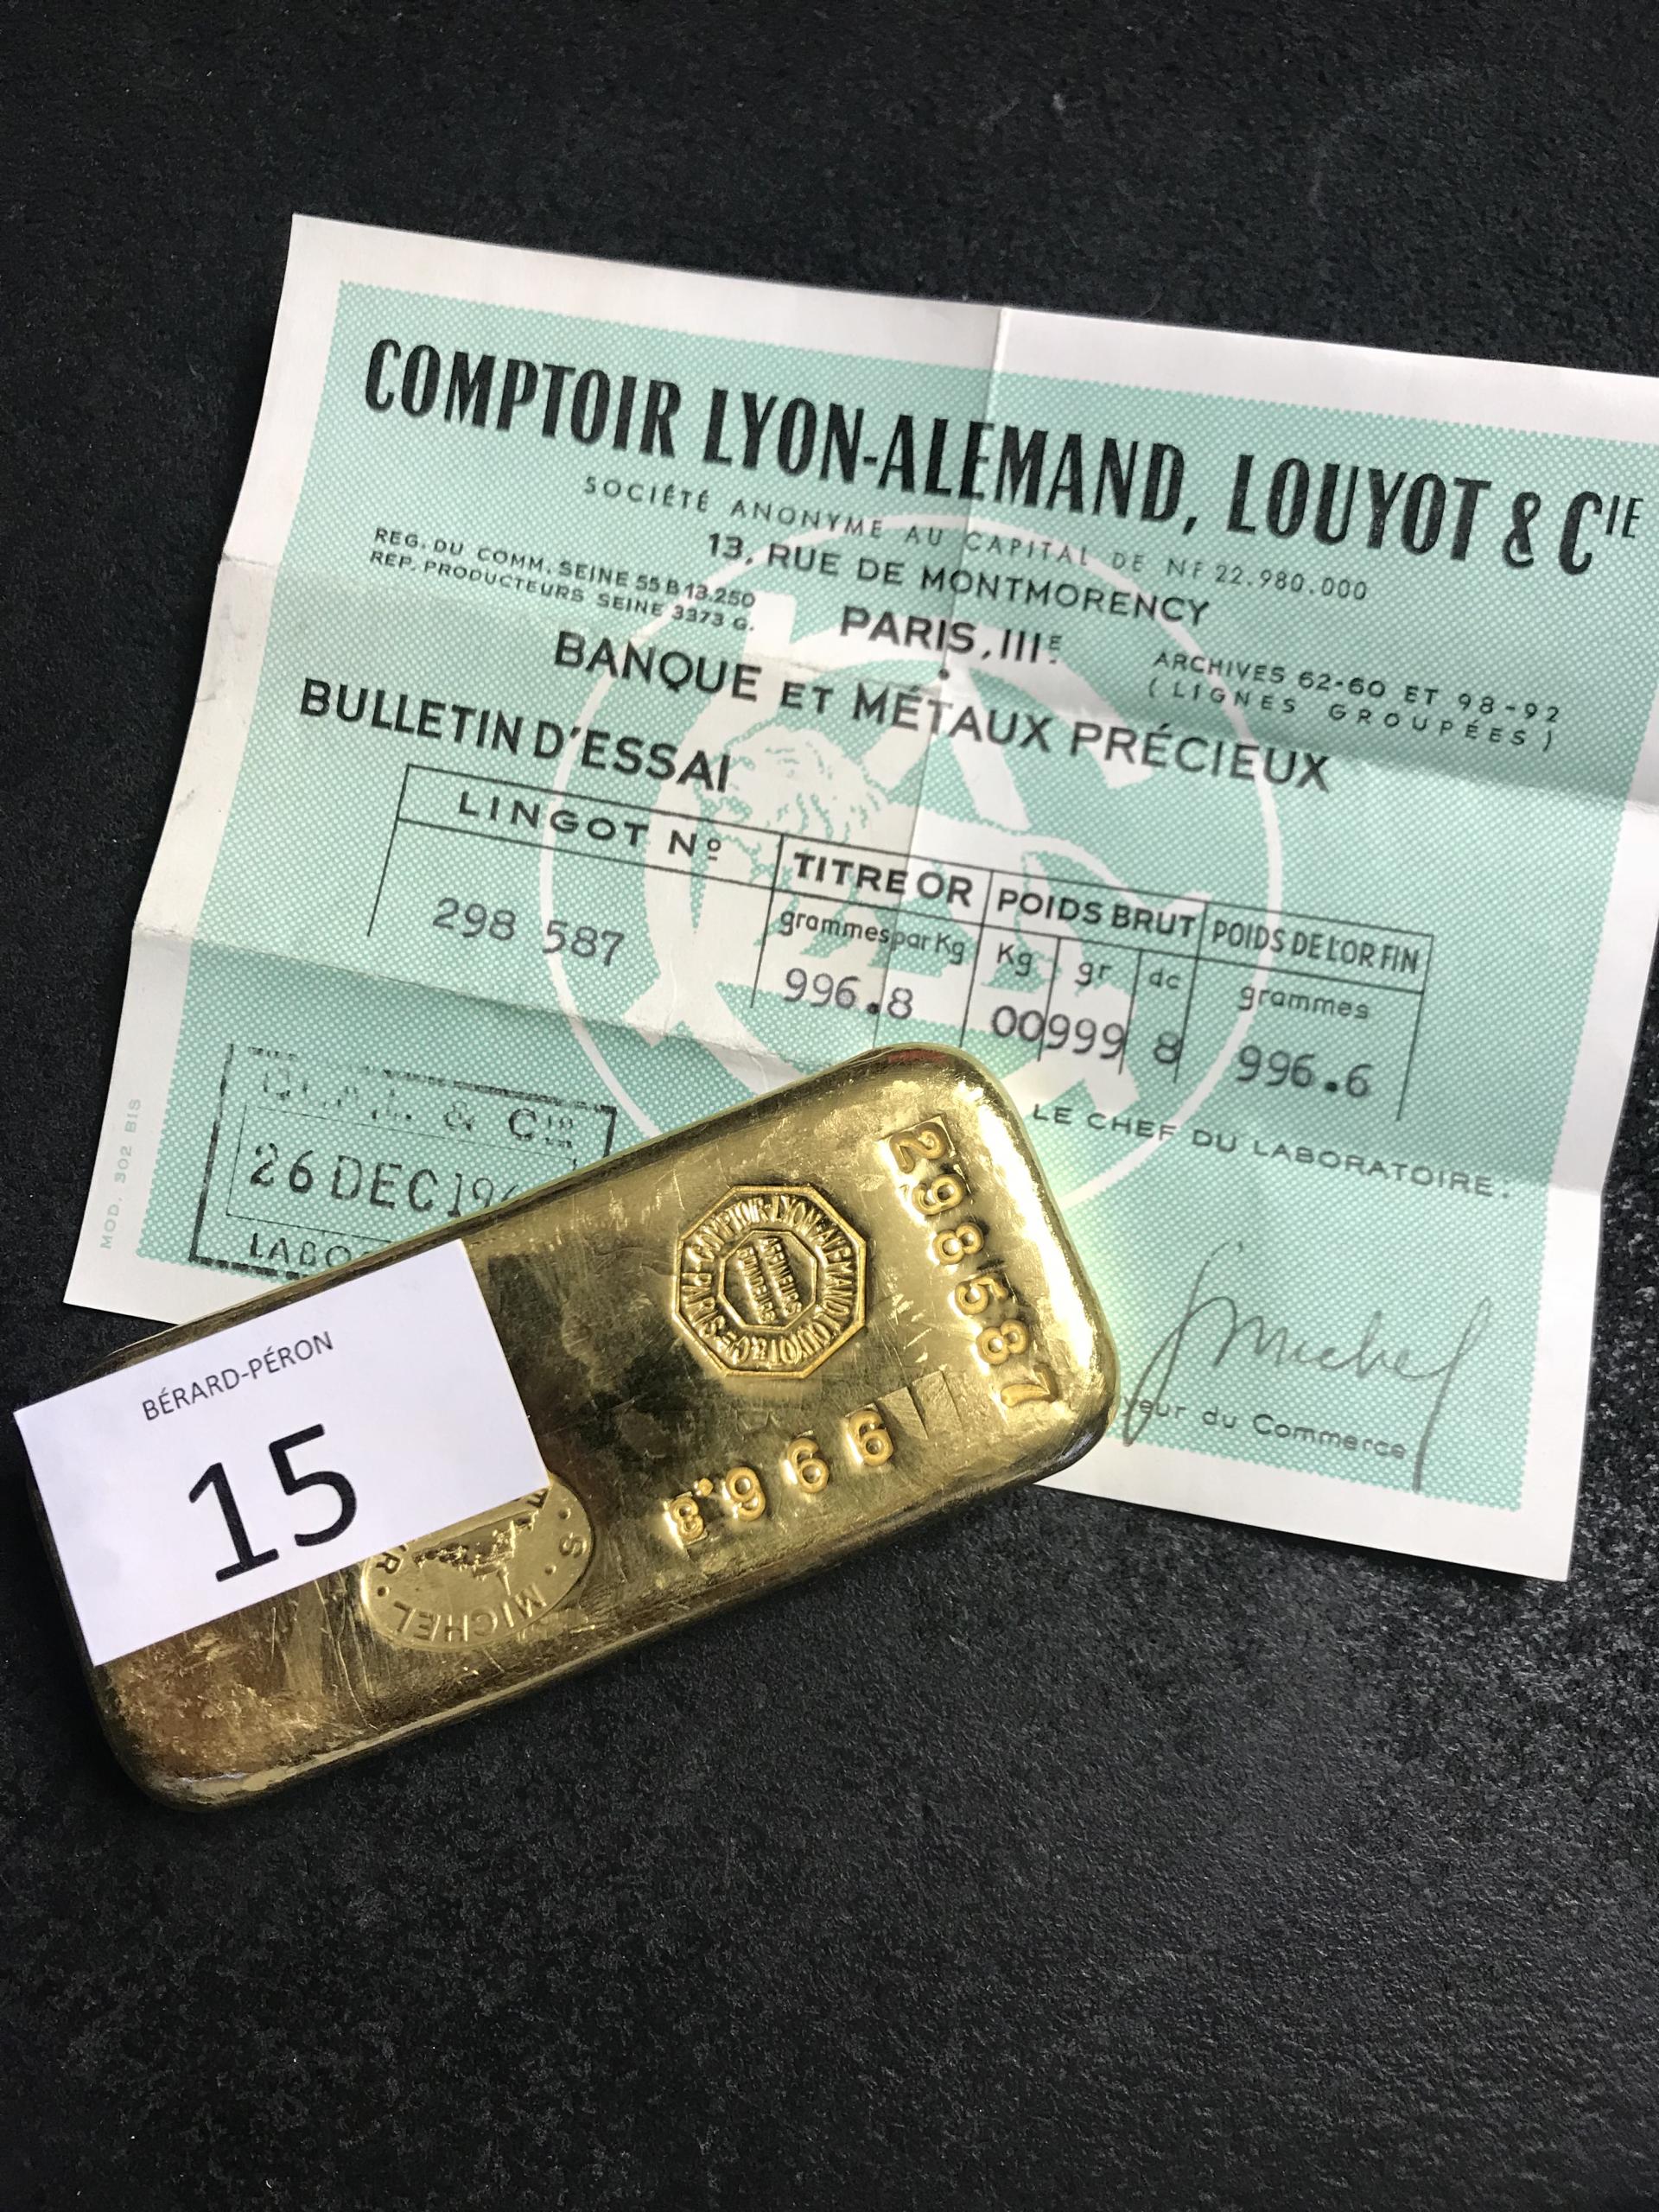 COMPTOIR LYON-ALEMAND, LOUYOT & CIE
SOCIÉTÉ ANONYME AU CAPITAL DE NF 22.980.000
13, RUE DE MONTMORENCY
REG. DU COMM. SEINE 55 B 13.250
REP. PRODUCTEURS SEINE 3373 G.
PARIS, IIIE.
ARCHIVES 62-60 ET 98-92
(LIGNES GROUPÉES)
BANQUE ET MÉTAUX PRÉCIEUX
BULLETIN D'ESSAI
LINGOT Nº TITRE OR POIDS BRUT POIDS DE L'OR FIN
grammes par Kg Kg gr dc grammes
298 587 996.8 00 999 8 996.6
& CIE
26 DEC 19
LABO
LE CHEF DU LABORATOIRE.
Michel
yeur du Commerce
MOD. 302 BIS
298587
COMPTOIR-LYON-ALEMAND LOUYOT & CIE PARIS
AFFINEURS
FONDEURS
996.8
S. MICHEL
BÉRARD-PÉRON
15